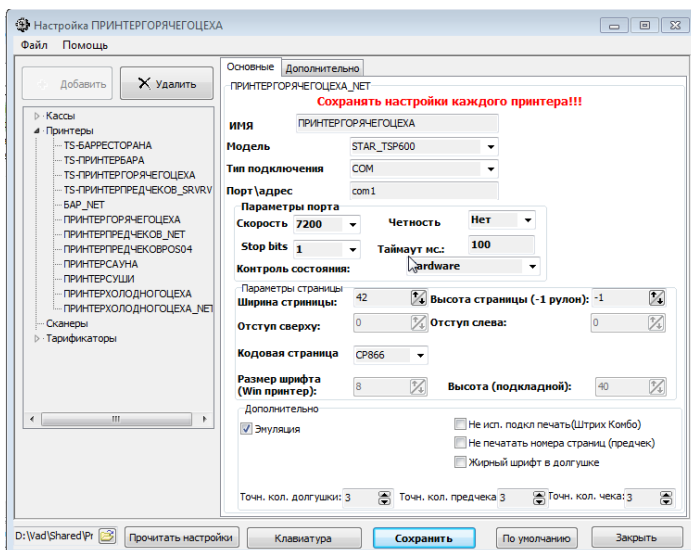 Настройка ПРИНТЕРГОРЯЧЕГОЦЕХА
Файл Помощь
Добавить Удалить
Кассы
Принтеры
TS-БАРРЕСТОРАНА
TS-ПРИНТЕРБАРА
TS-ПРИНТЕРГОРЯЧЕГОЦЕХА
TS-ПРИНТЕРПРЕДЧЕКОВ_SRVRV
БАР_NET
ПРИНТЕРГОРЯЧЕГОЦЕХА
ПРИНТЕРПРЕДЧЕКОВ_NET
ПРИНТЕРПРЕДЧЕКОВPOS04
ПРИНТЕРСАУНА
ПРИНТЕРСУШИ
ПРИНТЕРХОЛОДНОГОЦЕХА
ПРИНТЕРХОЛОДНОГОЦЕХА_NET
Сканеры
Тарификаторы
Основные Дополнительно
ПРИНТЕРГОРЯЧЕГОЦЕХА_NET
Сохранять настройки каждого принтера!!!
ИМЯ ПРИНТЕРГОРЯЧЕГОЦЕХА
Модель STAR_TSP600
Тип подключения COM
Порт\адрес com1
Параметры порта
Скорость 7200 Четность Нет
Stop bits 1 Таймаут мс.: 100
Контроль состояния: Hardware
Параметры страницы
Ширина стриницы: 42 Высота страницы (-1 рулон): -1
Отступ сверху: 0 Отступ слева: 0
Кодовая страница CP866
Размер шрифта
(Win принтер): 8 Высота (подкладной): 40
Дополнительно
Эмуляция
Не исп. подкл печать(Штрих Комбо)
Не печатать номера страниц (предчек)
Жирный шрифт в долгушке
Точн. кол. долгушки: 3 Точн. кол. предчека 3 Точн. кол. чека: 3
D:\Vad\Shared\Pr Прочитать настройки Клавиатура Сохранить По умолчанию Закрыть